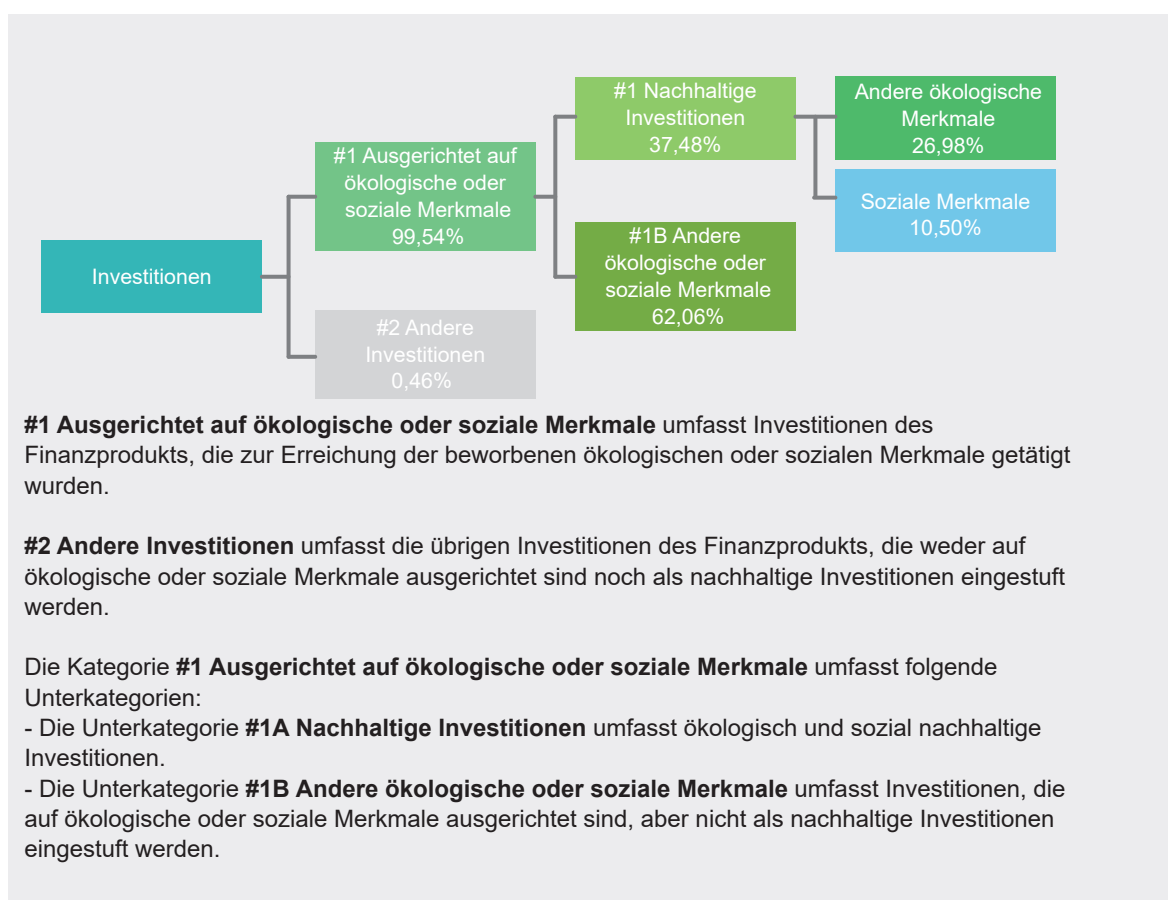 Investitionen
#1 Ausgerichtet auf
ökologische oder
soziale Merkmale
99,54%
#2 Andere
Investitionen
0,46%
#1 Nachhaltige
Investitionen
37,48%
#1B Andere
ökologische oder
soziale Merkmale
62,06%
Andere ökologische
Merkmale
26,98%
Soziale Merkmale
10,50%
#1 Ausgerichtet auf ökologische oder soziale Merkmale umfasst Investitionen des
Finanzprodukts, die zur Erreichung der beworbenen ökologischen oder sozialen Merkmale getätigt
wurden.
#2 Andere Investitionen umfasst die übrigen Investitionen des Finanzprodukts, die weder auf
ökologische oder soziale Merkmale ausgerichtet sind noch als nachhaltige Investitionen eingestuft
werden.
Die Kategorie #1 Ausgerichtet auf ökologische oder soziale Merkmale umfasst folgende
Unterkategorien:
- Die Unterkategorie #1A Nachhaltige Investitionen umfasst ökologisch und sozial nachhaltige
Investitionen.
- Die Unterkategorie #1B Andere ökologische oder soziale Merkmale umfasst Investitionen, die
auf ökologische oder soziale Merkmale ausgerichtet sind, aber nicht als nachhaltige Investitionen
eingestuft werden.